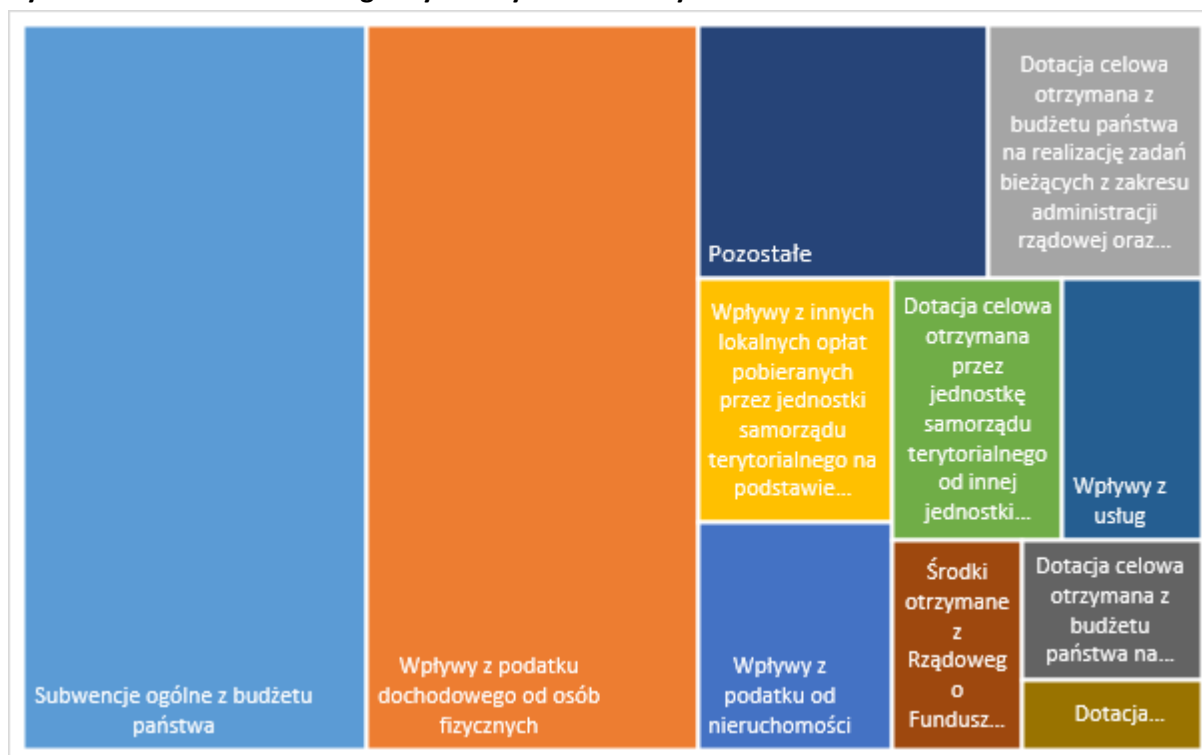 Subwencje ogólne z budżetu
państwa
Wpływy z podatku
dochodowego od osób
fizycznych
Pozostałe
Dotacja celowa
otrzymana z
budżetu państwa
na realizację zadań
bieżących z zakresu
administracji
rządowej oraz...
Wpływy z innych
lokalnych opłat
pobieranych
przez jednostki
samorządu
terytorialnego na
podstawie...
Dotacja celowa
otrzymana
przez
jednostkę
samorządu
terytorialnego
od innej
jednostki...
Wpływy z
usług
Wpływy z
podatku od
nieruchomości
Środki
otrzymane
z
Rządoweg
o
Fundusz...
Dotacja celowa
otrzymana z
budżetu
państwa na...
Dotacja...